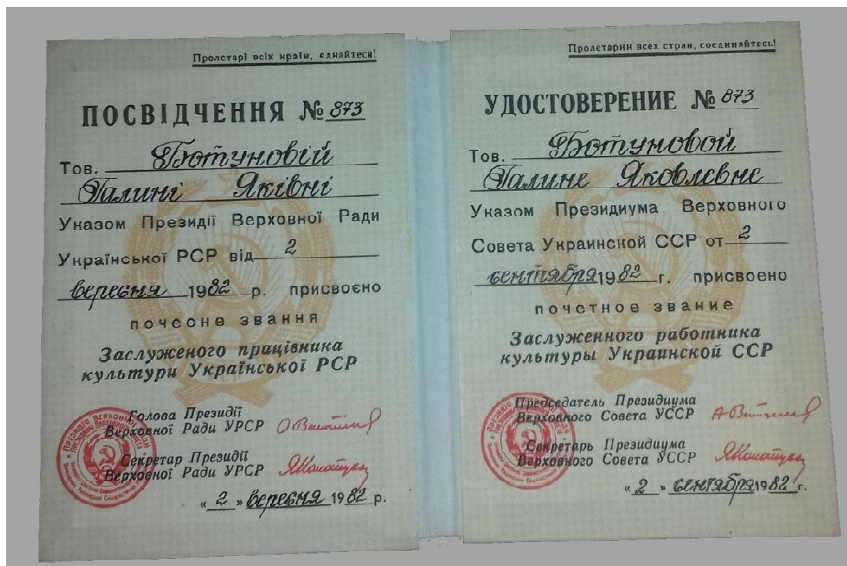 Пролетарі всіх країн, єднайтеся!
ПОСВІДЧЕННЯ № 873
Тов. Ботуновій
Галині Яківні
Указом Президії Верховної Ради
Української РСР від 2
вересня 1982 р. присвоєно
почесне звання
Заслуженого працівника
культури Української РСР
Голова Президії
Верховної Ради УРСР
Секретар Президії
Верховної Ради УРСР
« 2 » вересня 1982 р.
Пролетарии всех стран, соединяйтесь!
УДОСТОВЕРЕНИЕ № 873
Тов. Ботуновой
Галине Яковлевне
Указом Президиума Верховного
Совета Украинской ССР от 2
сентября 1982 г. присвоено
почетное звание
Заслуженного работника
культуры Украинской ССР
Председатель Президиума
Верховного Совета УССР
Секретарь Президиума
Верховного Совета УССР
« 2 » сентября 1982 г.